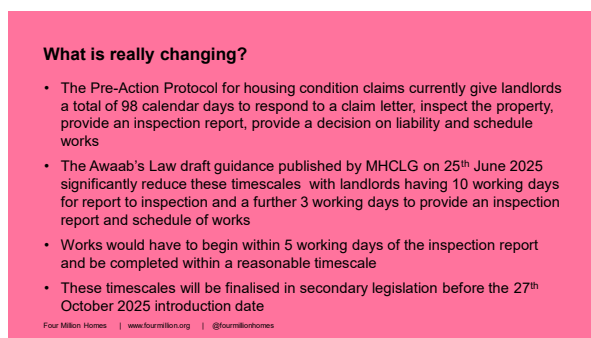 What is really changing?
• The Pre-Action Protocol for housing condition claims currently give landlords
a total of 98 calendar days to respond to a claim letter, inspect the property,
provide an inspection report, provide a decision on liability and schedule
works
• The Awaab's Law draft guidance published by MHCLG on 25th June 2025
significantly reduce these timescales with landlords having 10 working days
for report to inspection and a further 3 working days to provide an inspection
report and schedule of works
• Works would have to begin within 5 working days of the inspection report
and be completed within a reasonable timescale
• These timescales will be finalised in secondary legislation before the 27th
October 2025 introduction date
Four Million Homes | www.fourmillion.org | @fourmillionhomes